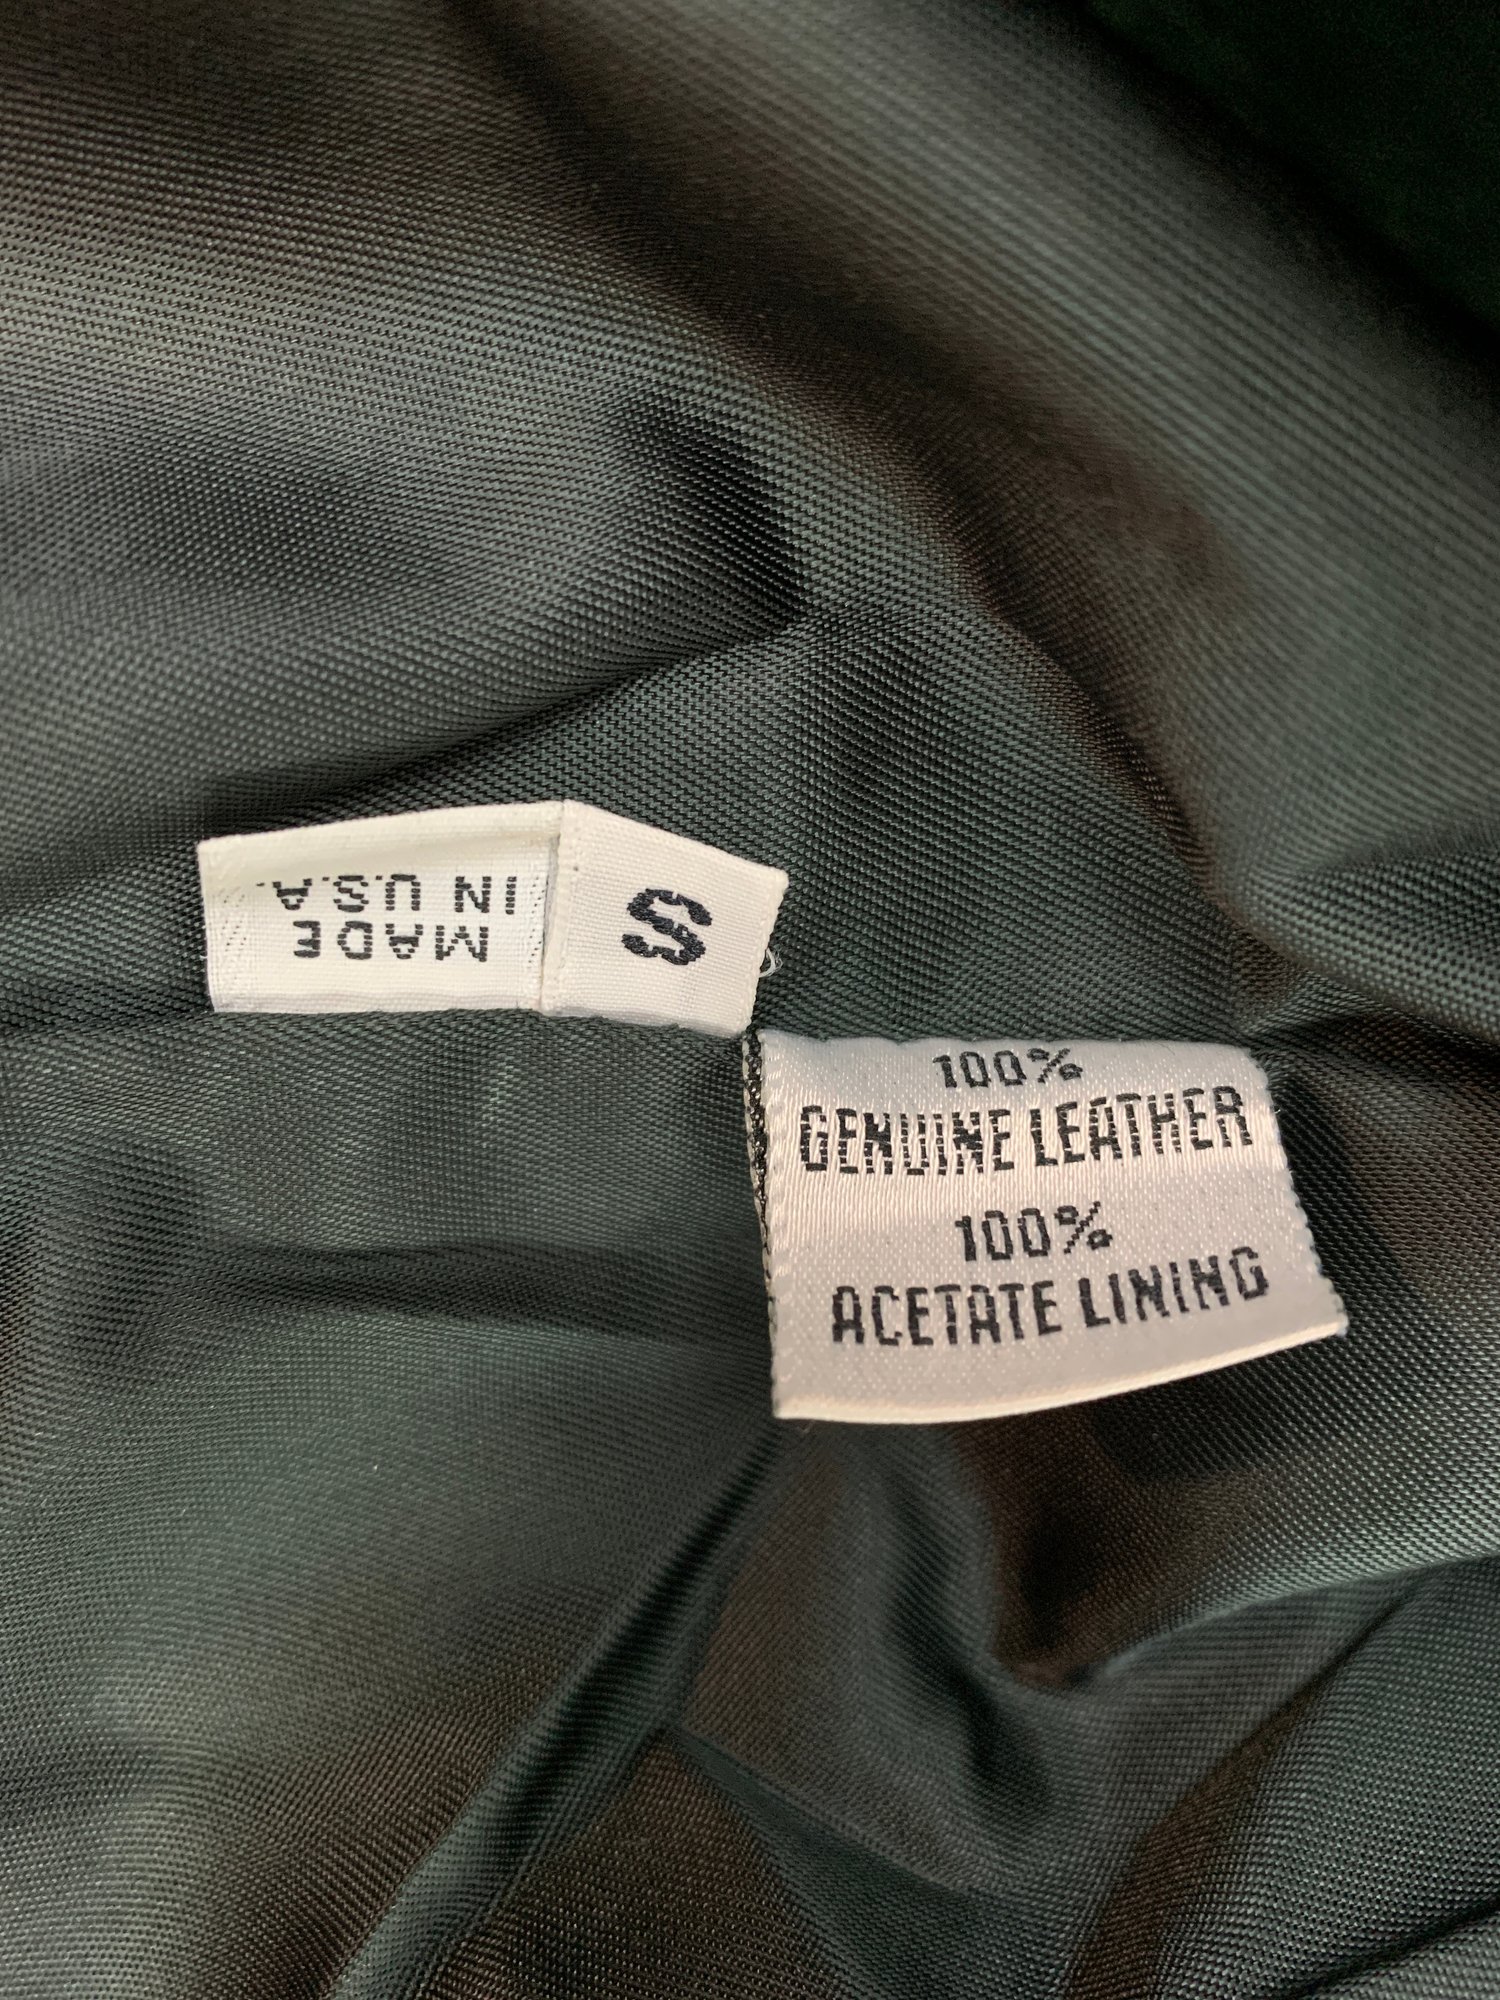 MADE
IN U.S.A.
S
100%
GENUINE LEATHER
100%
ACETATE LINING